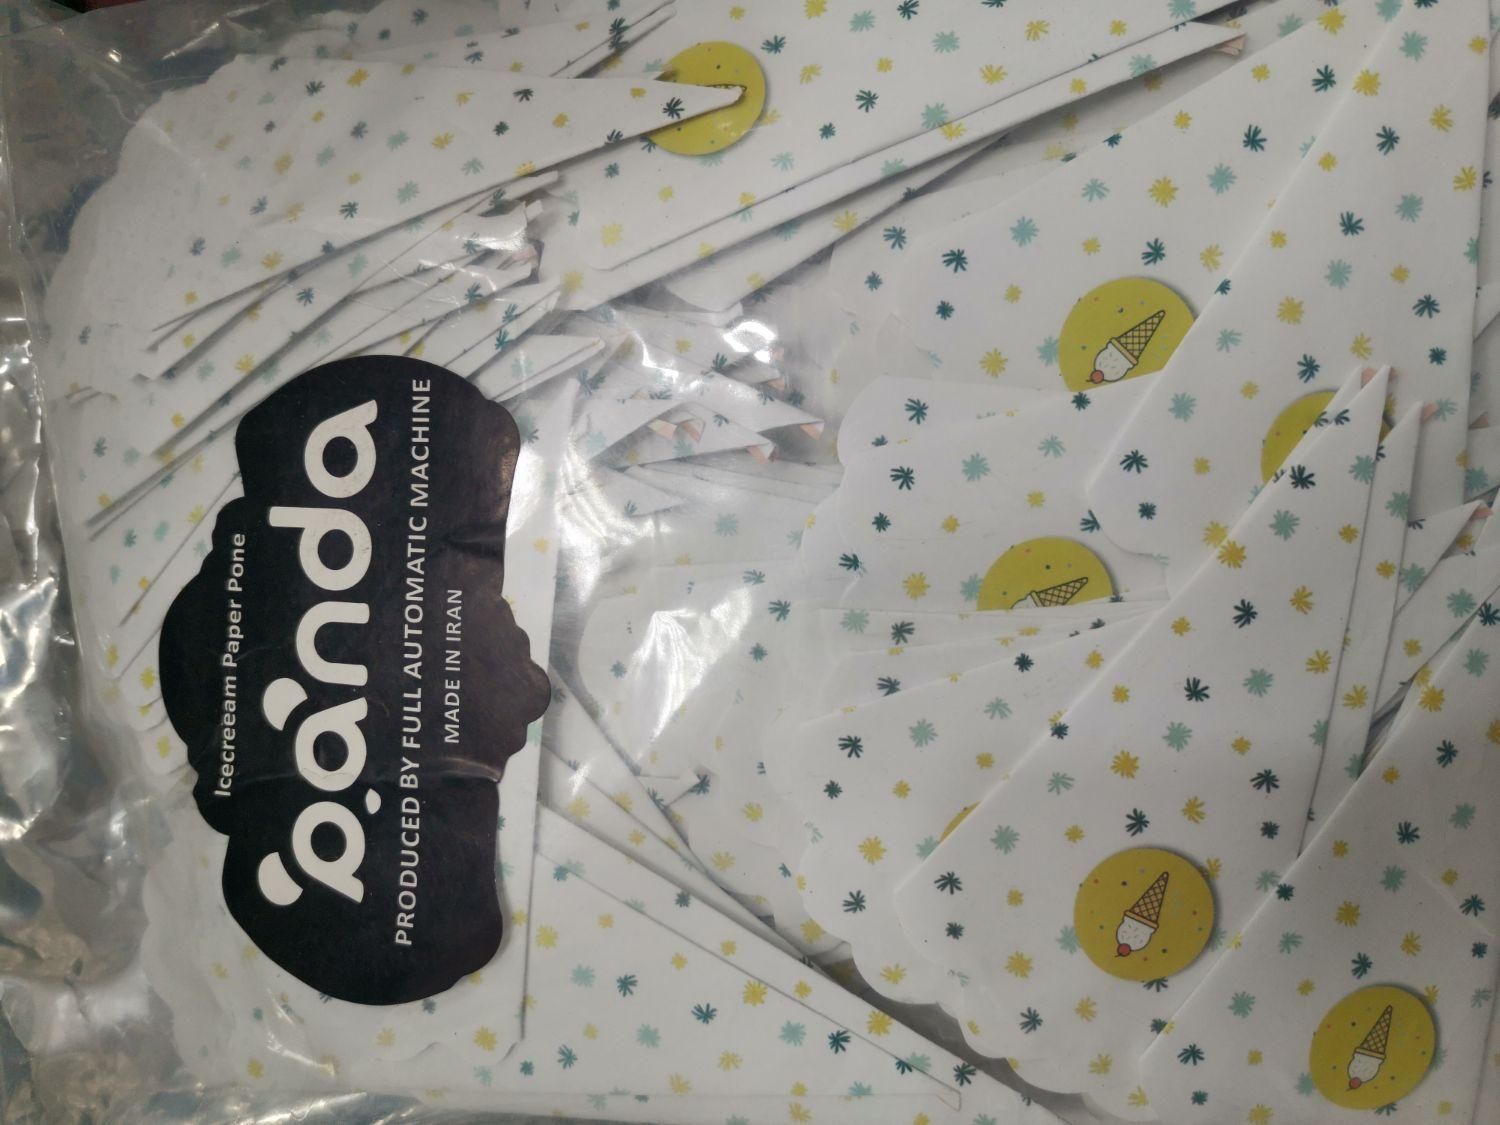 Icecreeam Paper Pone
panda
PRODUCED BY FULL AUTOMATIC MACHINE
MADE IN IRAN